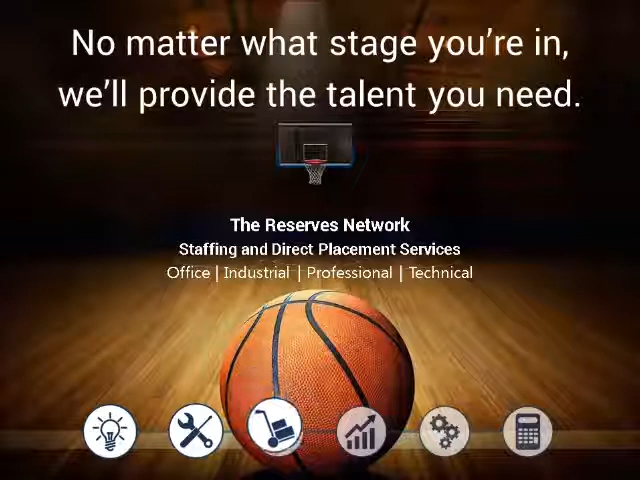 No matter what stage you're in,
we'll provide the talent you need.
The Reserves Network
Staffing and Direct Placement Services
Office | Industrial | Professional | Technical